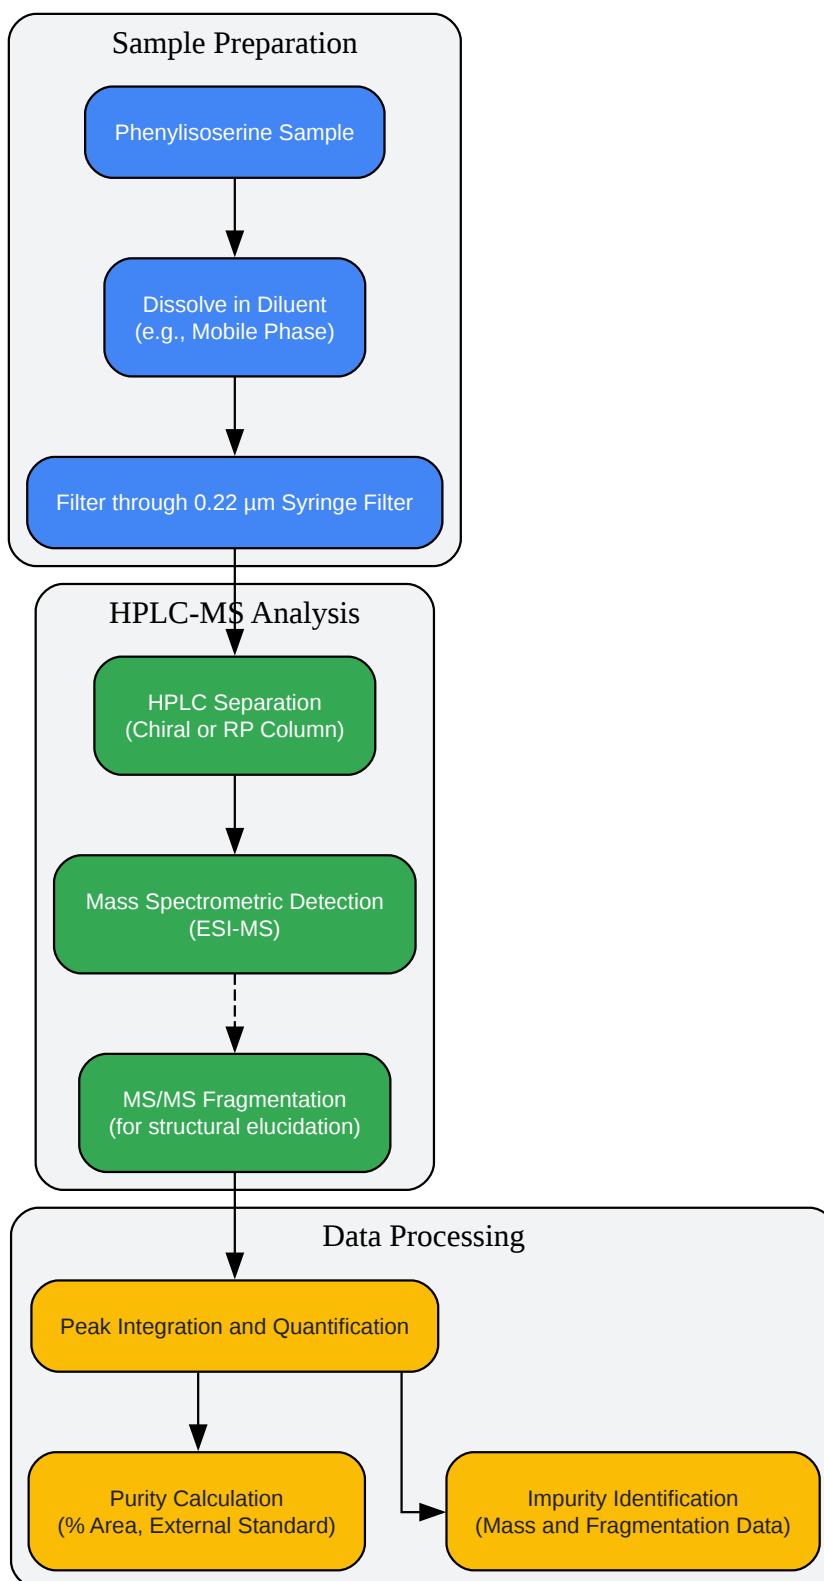 Sample Preparation
Phenylisoserine Sample
Dissolve in Diluent
(e.g., Mobile Phase)
Filter through 0.22 µm Syringe Filter
HPLC-MS Analysis
HPLC Separation
(Chiral or RP Column)
Mass Spectrometric Detection
(ESI-MS)
MS/MS Fragmentation
(for structural elucidation)
Data Processing
Peak Integration and Quantification
Purity Calculation
(% Area, External Standard)
Impurity Identification
(Mass and Fragmentation Data)